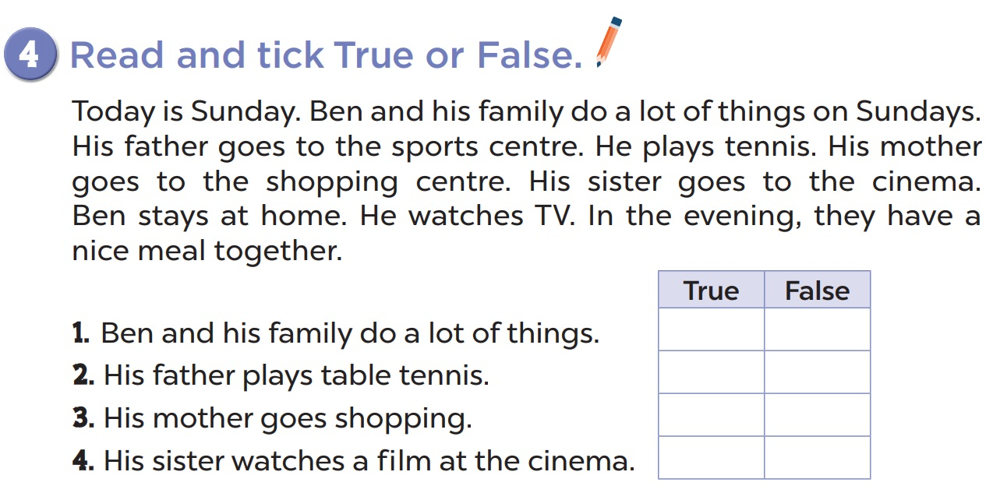 4 Read and tick True or False.
Today is Sunday. Ben and his family do a lot of things on Sundays.
His father goes to the sports centre. He plays tennis. His mother
goes to the shopping centre. His sister goes to the cinema.
Ben stays at home. He watches TV. In the evening, they have a
nice meal together.
True False
1. Ben and his family do a lot of things.
2. His father plays table tennis.
3. His mother goes shopping.
4. His sister watches a film at the cinema.